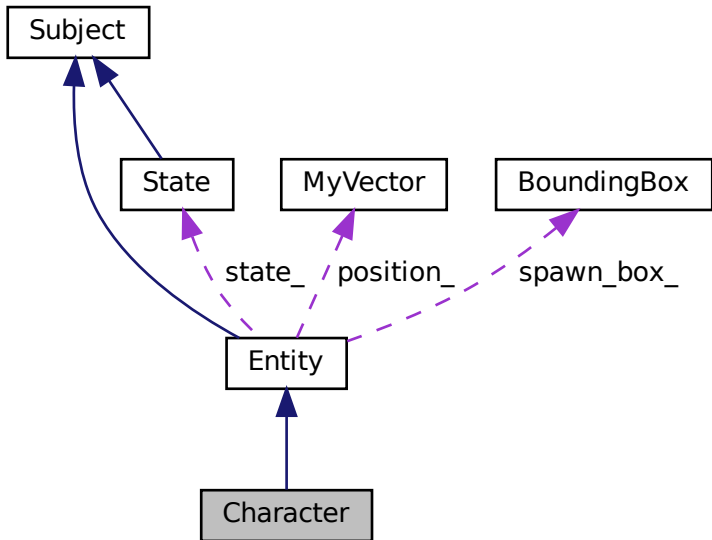 Subject
State
MyVector
BoundingBox
state_
position_
spawn_box_
Entity
Character